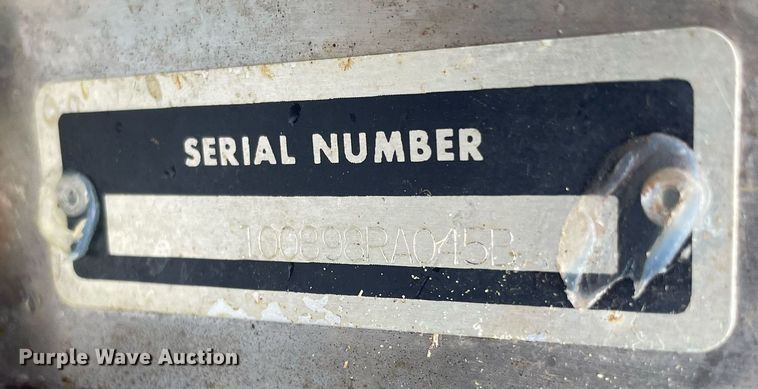 SERIAL NUMBER
100898RA045B
Purple Wave Auction